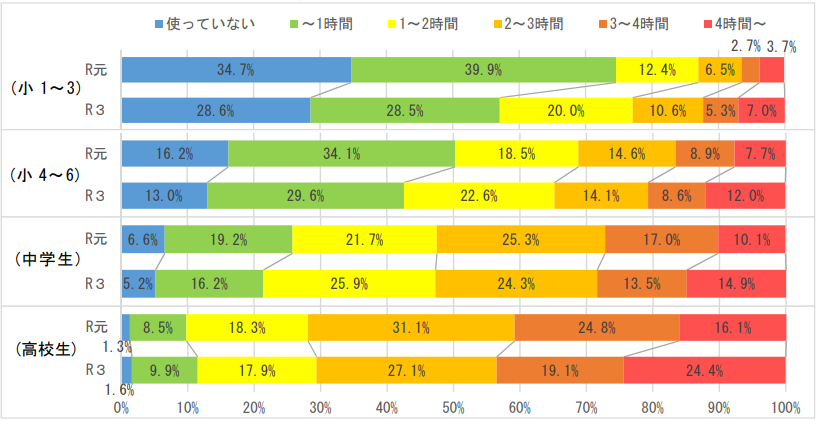 使っていない ～1時間 1～2時間 2～3時間 3～4時間 4時間～
2.7% 3.7%
R元 34.7% 39.9% 12.4% 6.5%
(小 1～3)
R３ 28.6% 28.5% 20.0% 10.6% 5.3% 7.0%
R元 16.2% 34.1% 18.5% 14.6% 8.9% 7.7%
(小 4～6)
R３ 13.0% 29.6% 22.6% 14.1% 8.6% 12.0%
R元 6.6% 19.2% 21.7% 25.3% 17.0% 10.1%
(中学生)
R３ 5.2% 16.2% 25.9% 24.3% 13.5% 14.9%
R元 8.5% 18.3% 31.1% 24.8% 16.1%
1.3%
(高校生)
R３ 9.9% 17.9% 27.1% 19.1% 24.4%
1.6%
0% 10% 20% 30% 40% 50% 60% 70% 80% 90% 100%